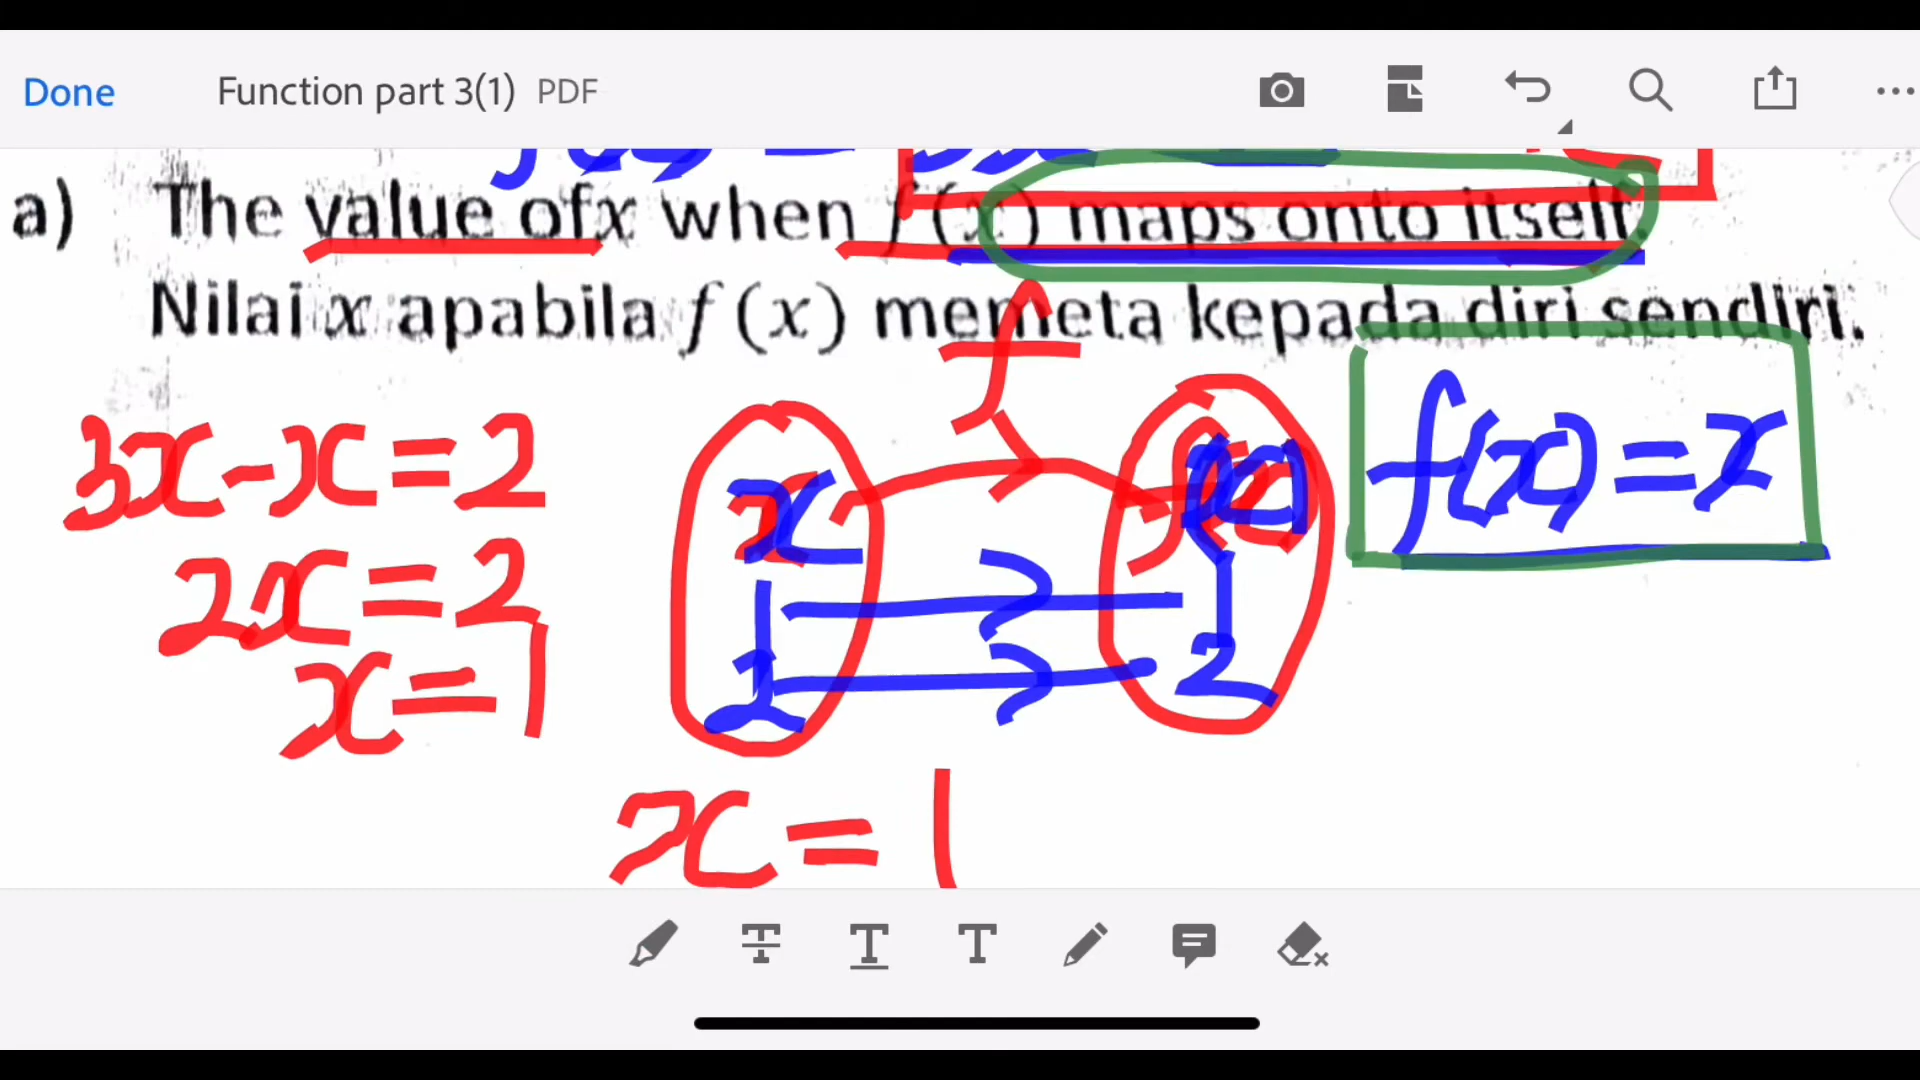 Done Function part 3(1) PDF
a) The value of x when f(x) maps onto itself.
Nilai x apabila f(x) memeta kepada diri sendiri.
f
3x-x=2
x
f(x)=x
2x=2
1 1
x=1
2 2
x=1